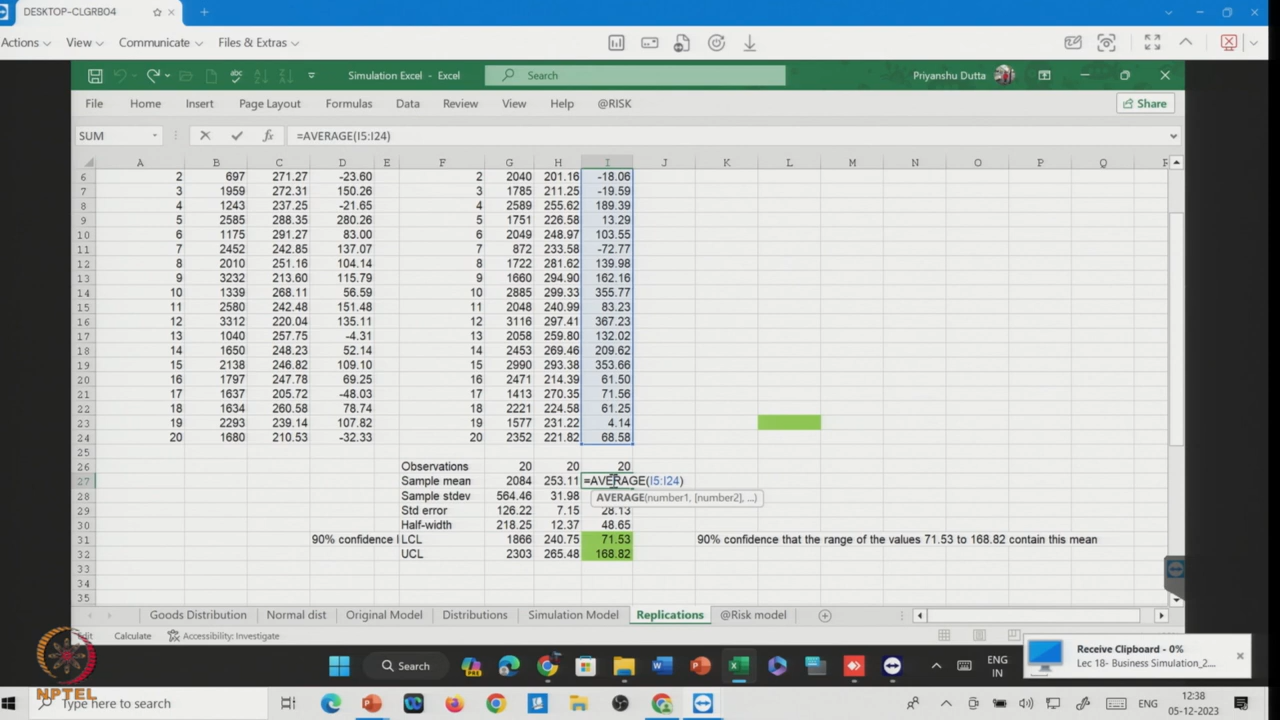 DESKTOP-CLGRBO4
Actions View Communicate Files & Extras
Simulation Excel - Excel Search Priyanshu Dutta
File Home Insert Page Layout Formulas Data Review View Help @RISK Share
SUM =AVERAGE(I5:I24)
A B C D E F G H I J K L M N O P Q
6 2 697 271.27 -23.60 2 2040 201.16 -18.06
7 3 1959 272.31 150.26 3 1785 211.25 -19.59
8 4 1243 237.25 -21.65 4 2589 255.62 189.39
9 5 2585 288.35 280.26 5 1751 226.58 13.29
10 6 1175 291.27 83.00 6 2049 248.97 103.55
11 7 2452 242.85 137.07 7 872 233.58 -72.77
12 8 2010 251.16 104.14 8 1722 281.62 139.98
13 9 3232 213.60 115.79 9 1660 294.90 162.16
14 10 1339 268.11 56.59 10 2885 299.33 355.77
15 11 2580 242.48 151.48 11 2048 240.99 83.23
16 12 3312 220.04 135.11 12 3116 297.41 367.23
17 13 1040 257.75 -4.31 13 2058 259.80 132.02
18 14 1650 248.23 52.14 14 2453 269.46 209.62
19 15 2138 246.82 109.10 15 2990 293.38 353.66
20 16 1797 247.78 69.25 16 2471 214.39 61.50
21 17 1637 205.72 -48.03 17 1413 270.35 71.56
22 18 1634 260.58 78.74 18 2221 224.58 61.25
23 19 2293 239.14 107.82 19 1577 231.22 4.14
24 20 1680 210.53 -32.33 20 2352 221.82 68.58
25
26 Observations 20 20 20
27 Sample mean 2084 253.11 =AVERAGE(I5:I24)
28 Sample stdev 564.46 31.98 AVERAGE(number1, [number2], ...)
29 Std error 126.22 7.15 28.13
30 Half-width 218.25 12.37 48.65
31 90% confidence LCL 1866 240.75 71.53 90% confidence that the range of the values 71.53 to 168.82 contain this mean
32 UCL 2303 265.48 168.82
33
34
35
Goods Distribution Normal dist Original Model Distributions Simulation Model Replications @Risk model
Calculate Accessibility: Investigate
Receive Clipboard - 0%
Lec 18- Business Simulation_2...
Search ENG
IN
NPTEL
Type here to search ENG 12:38
05-12-2023